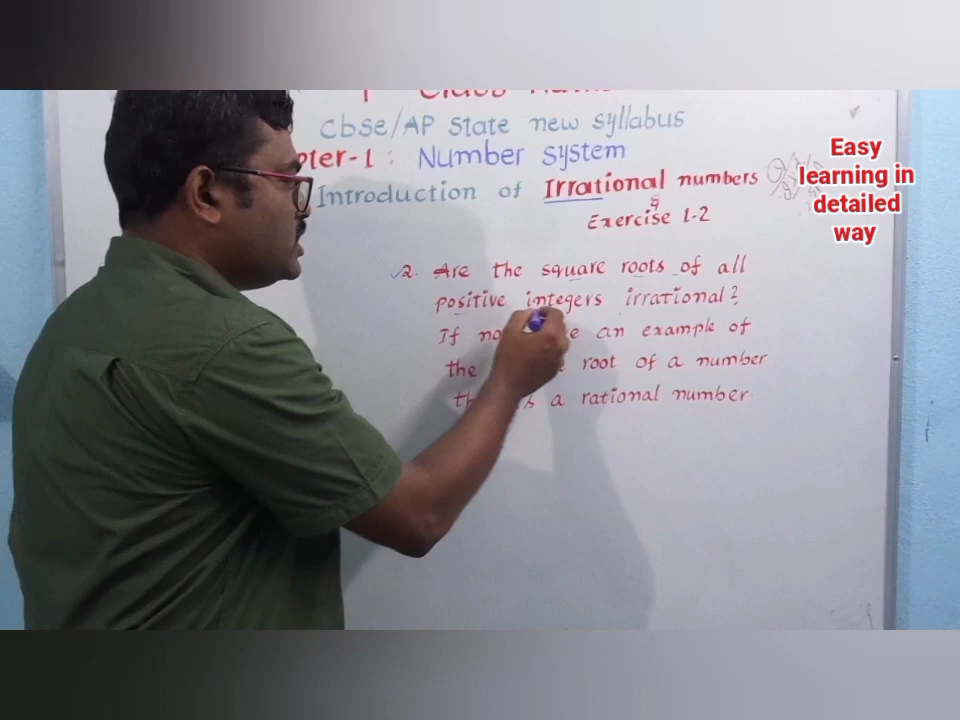 Class
Cbse/AP State new syllabus
pter-1 : Number System
Introduction of Irrational numbers
Exercise 1.2
2. Are the square roots of all
positive integers irrational?
If an example of
the root of a number
a rational number.
Easy
learning in
detailed
way